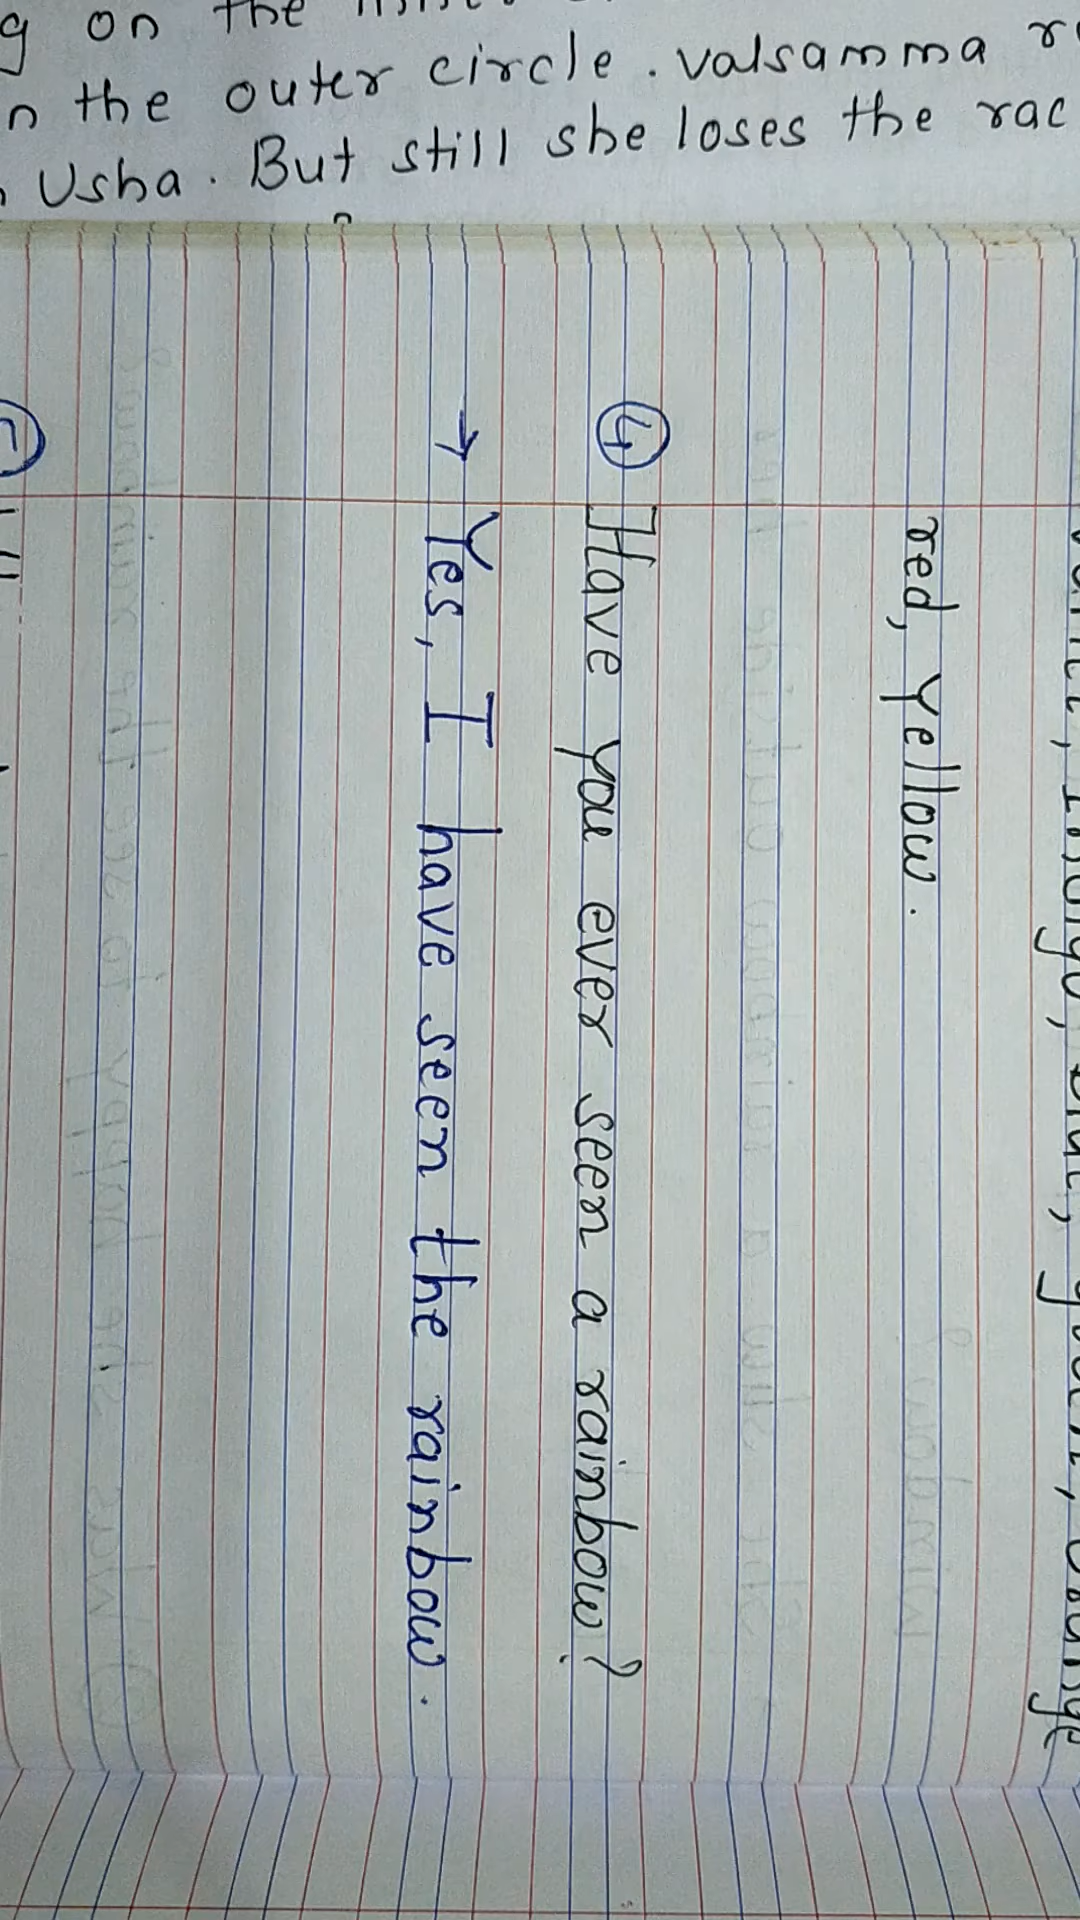 on the
n the outer circle. valsamma
Usha. But still she loses the rac
red, yellow.
④ Have you ever seen a rainbow?
→ Yes, I have seen the rainbow.